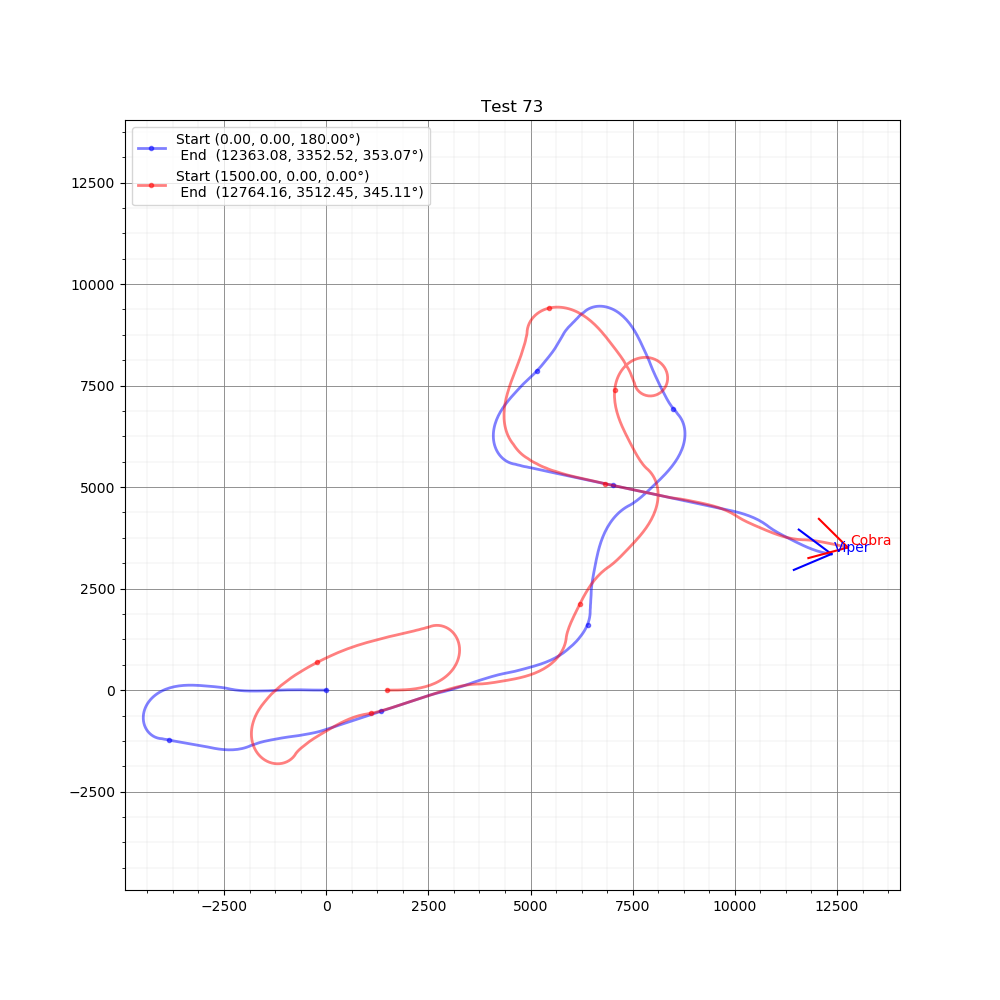 Test 73
Start (0.00, 0.00, 180.00°)
End (12363.08, 3352.52, 353.07°)
Start (1500.00, 0.00, 0.00°)
End (12764.16, 3512.45, 345.11°)
12500
10000
7500
5000
2500
0
−2500
Cobra
Viper
−2500
0
2500
5000
7500
10000
12500